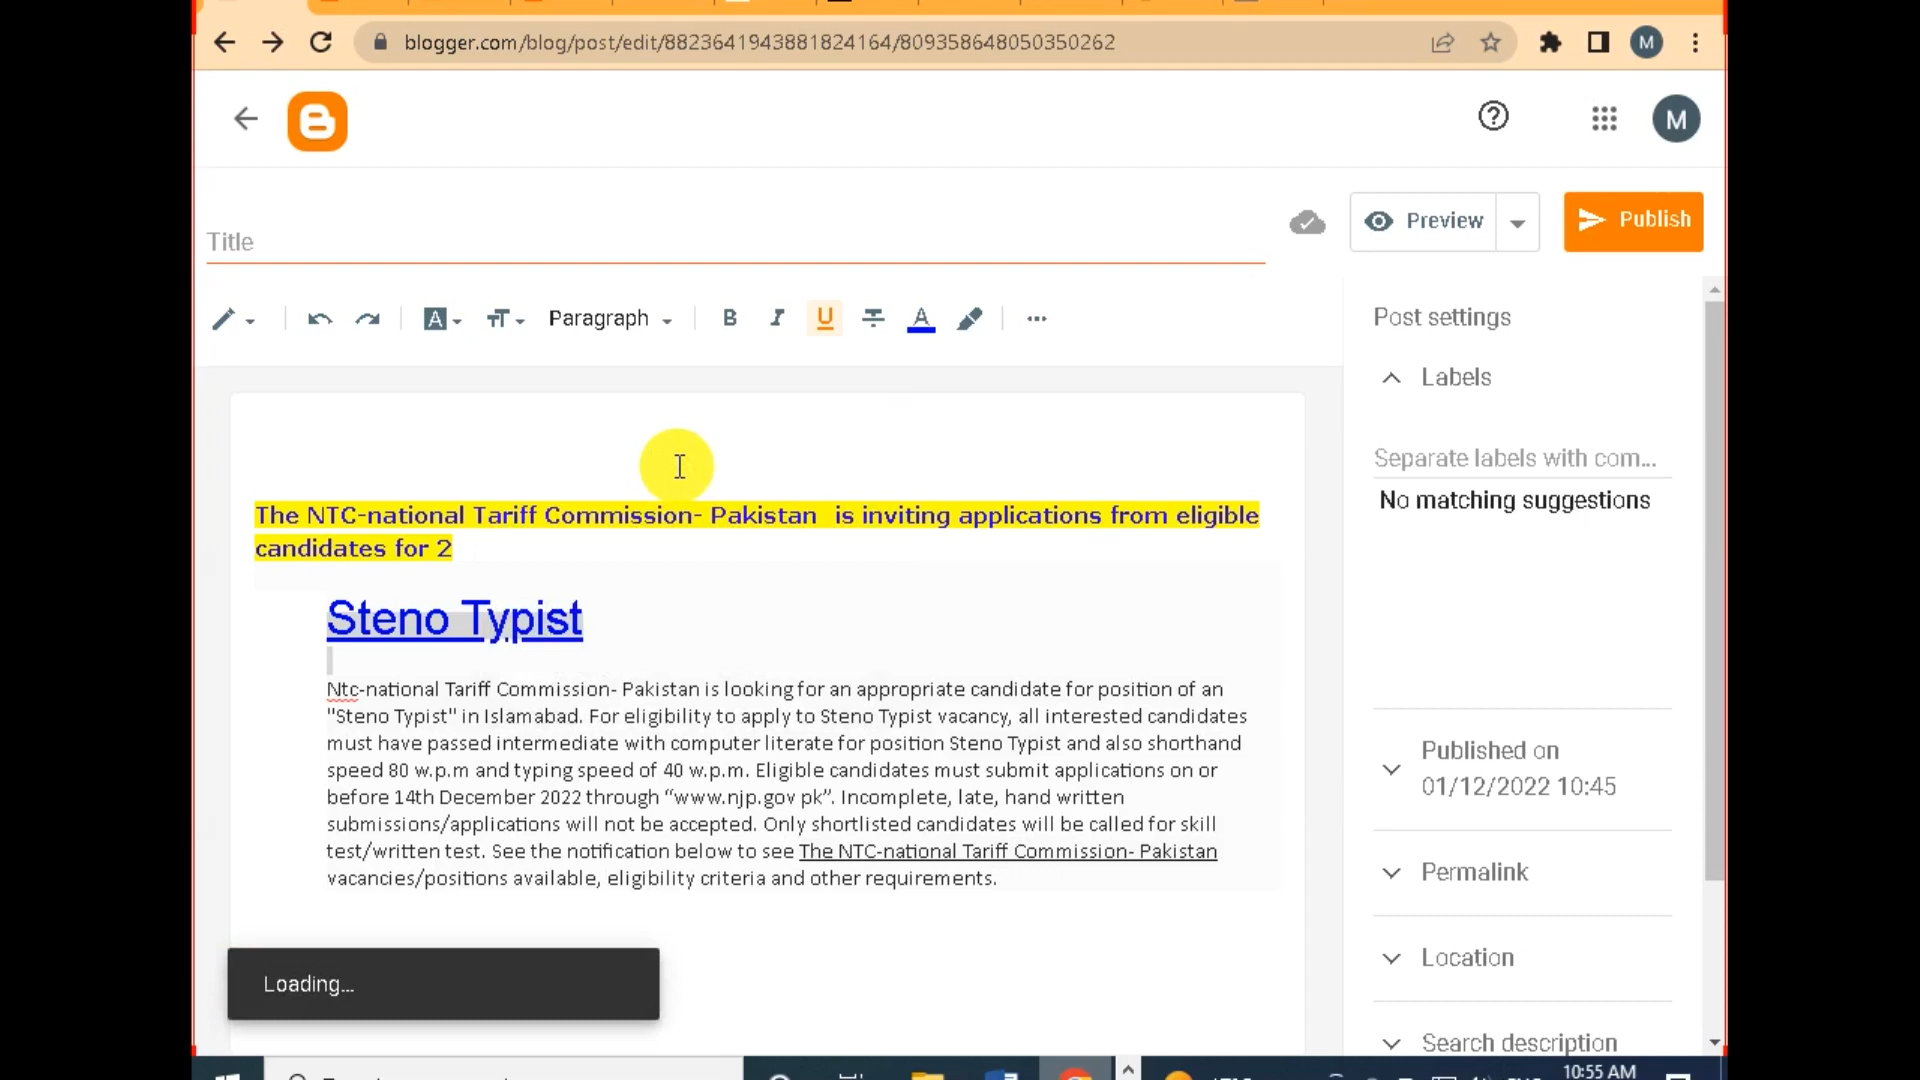 blogger.com/blog/post/edit/8823641943881824164/809358648050350262
M
M
Title
Preview
Publish
Paragraph
B
I
U
A
Post settings
Labels
Separate labels with com...
No matching suggestions
The NTC-national Tariff Commission- Pakistan is inviting applications from eligible
candidates for 2
Steno Typist
Ntc-national Tariff Commission- Pakistan is looking for an appropriate candidate for position of an
"Steno Typist" in Islamabad. For eligibility to apply to Steno Typist vacancy, all interested candidates
must have passed intermediate with computer literate for position Steno Typist and also shorthand
speed 80 w.p.m and typing speed of 40 w.p.m. Eligible candidates must submit applications on or
before 14th December 2022 through “www.njp.gov pk”. Incomplete, late, hand written
submissions/applications will not be accepted. Only shortlisted candidates will be called for skill
test/written test. See the notification below to see The NTC-national Tariff Commission- Pakistan
vacancies/positions available, eligibility criteria and other requirements.
Published on
01/12/2022 10:45
Permalink
Location
Search description
Loading...
10:55 AM